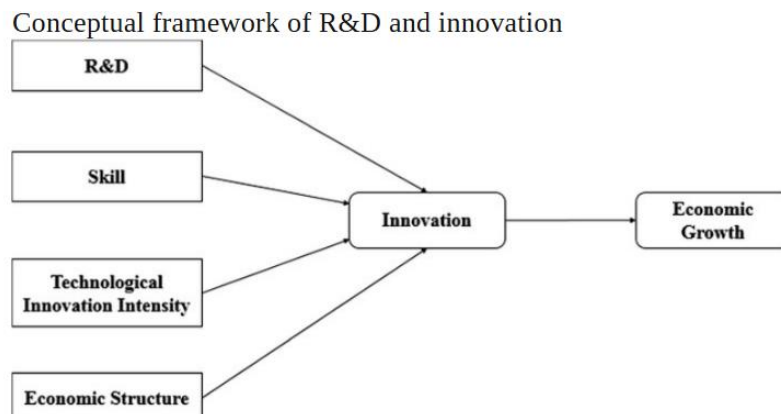 Conceptual framework of R&D and innovation
R&D
Skill
Innovation
Economic
Growth
Technological
Innovation Intensity
Economic Structure